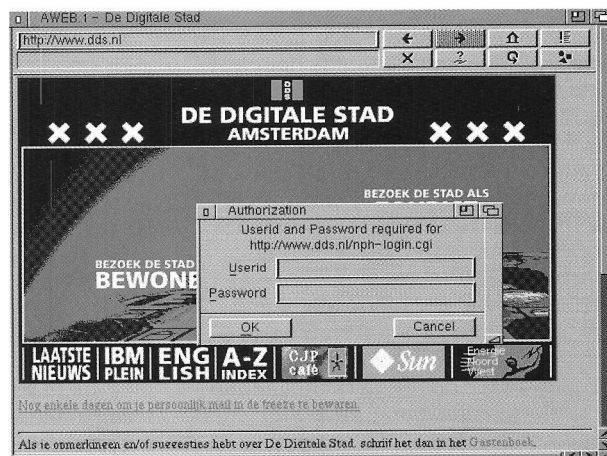 AWEB.1 - De Digitale Stad
http://www.dds.nl
DDS
DE DIGITALE STAD
AMSTERDAM
BEZOEK DE STAD ALS
Authorization
Userid and Password required for
http://www.dds.nl/nph-login.cgi
Userid
Password
OK
Cancel
BEZOEK DE STAD
BEWONE
LAATSTE NIEUWS
IBM PLEIN
ENG LISH
A-Z INDEX
CJP café
Sun
Energie Noord West
Nog enkele dagen om je persoonlijk mail in de freeze te bewaren.
Als je opmerkingen en/of suggesties hebt over De Digitale Stad, schrijf het dan in het Gastenboek.